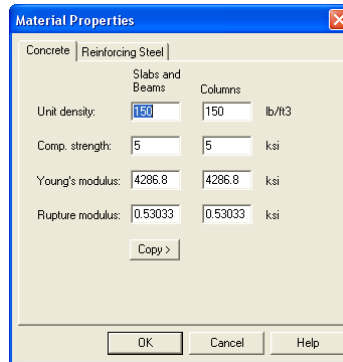 Material Properties
Concrete Reinforcing Steel
Slabs and
Beams Columns
Unit density: 150 150 lb/ft3
Comp. strength: 5 5 ksi
Young's modulus: 4286.8 4286.8 ksi
Rupture modulus: 0.53033 0.53033 ksi
Copy >
OK Cancel Help